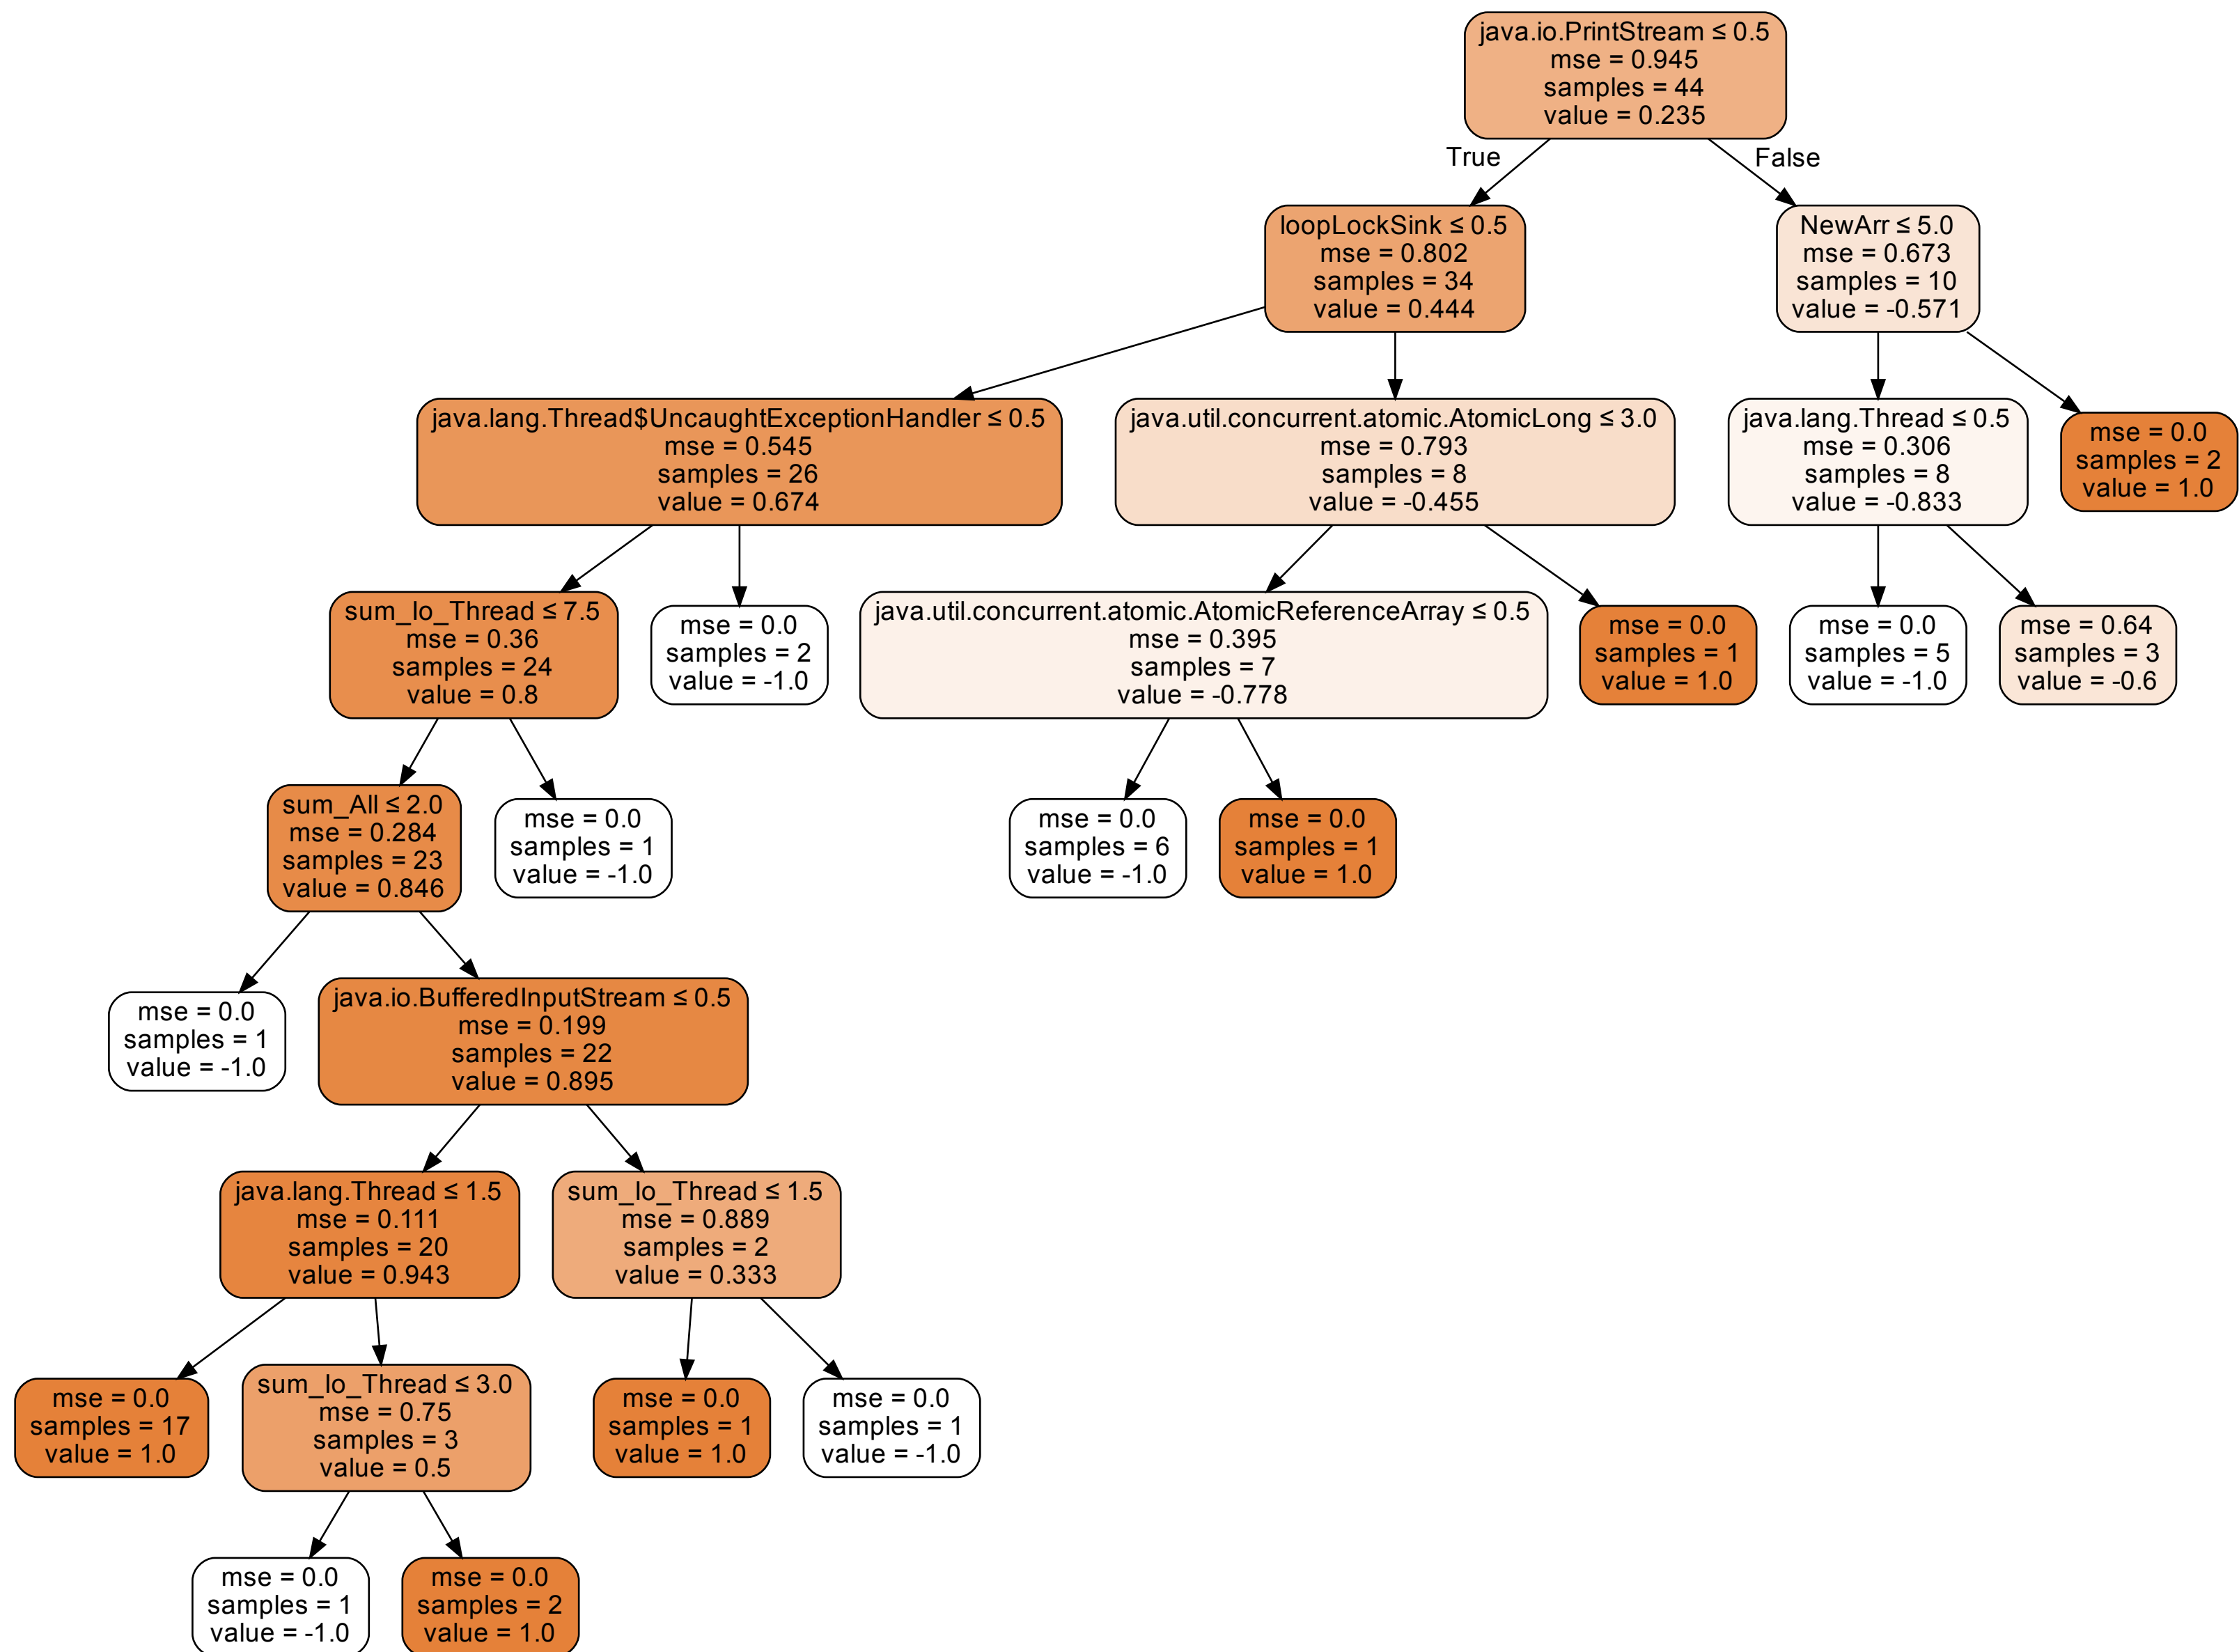 java.io.PrintStream ≤ 0.5
mse = 0.945
samples = 44
value = 0.235
True
False
loopLockSink ≤ 0.5
mse = 0.802
samples = 34
value = 0.444
NewArr ≤ 5.0
mse = 0.673
samples = 10
value = -0.571
java.lang.Thread$UncaughtExceptionHandler ≤ 0.5
mse = 0.545
samples = 26
value = 0.674
java.util.concurrent.atomic.AtomicLong ≤ 3.0
mse = 0.793
samples = 8
value = -0.455
java.lang.Thread ≤ 0.5
mse = 0.306
samples = 8
value = -0.833
mse = 0.0
samples = 2
value = 1.0
sum_Io_Thread ≤ 7.5
mse = 0.36
samples = 24
value = 0.8
mse = 0.0
samples = 2
value = -1.0
java.util.concurrent.atomic.AtomicReferenceArray ≤ 0.5
mse = 0.395
samples = 7
value = -0.778
mse = 0.0
samples = 1
value = 1.0
mse = 0.0
samples = 5
value = -1.0
mse = 0.64
samples = 3
value = -0.6
sum_All ≤ 2.0
mse = 0.284
samples = 23
value = 0.846
mse = 0.0
samples = 1
value = -1.0
mse = 0.0
samples = 6
value = -1.0
mse = 0.0
samples = 1
value = 1.0
mse = 0.0
samples = 1
value = -1.0
java.io.BufferedInputStream ≤ 0.5
mse = 0.199
samples = 22
value = 0.895
java.lang.Thread ≤ 1.5
mse = 0.111
samples = 20
value = 0.943
sum_Io_Thread ≤ 1.5
mse = 0.889
samples = 2
value = 0.333
mse = 0.0
samples = 17
value = 1.0
sum_Io_Thread ≤ 3.0
mse = 0.75
samples = 3
value = 0.5
mse = 0.0
samples = 1
value = 1.0
mse = 0.0
samples = 1
value = -1.0
mse = 0.0
samples = 1
value = -1.0
mse = 0.0
samples = 2
value = 1.0